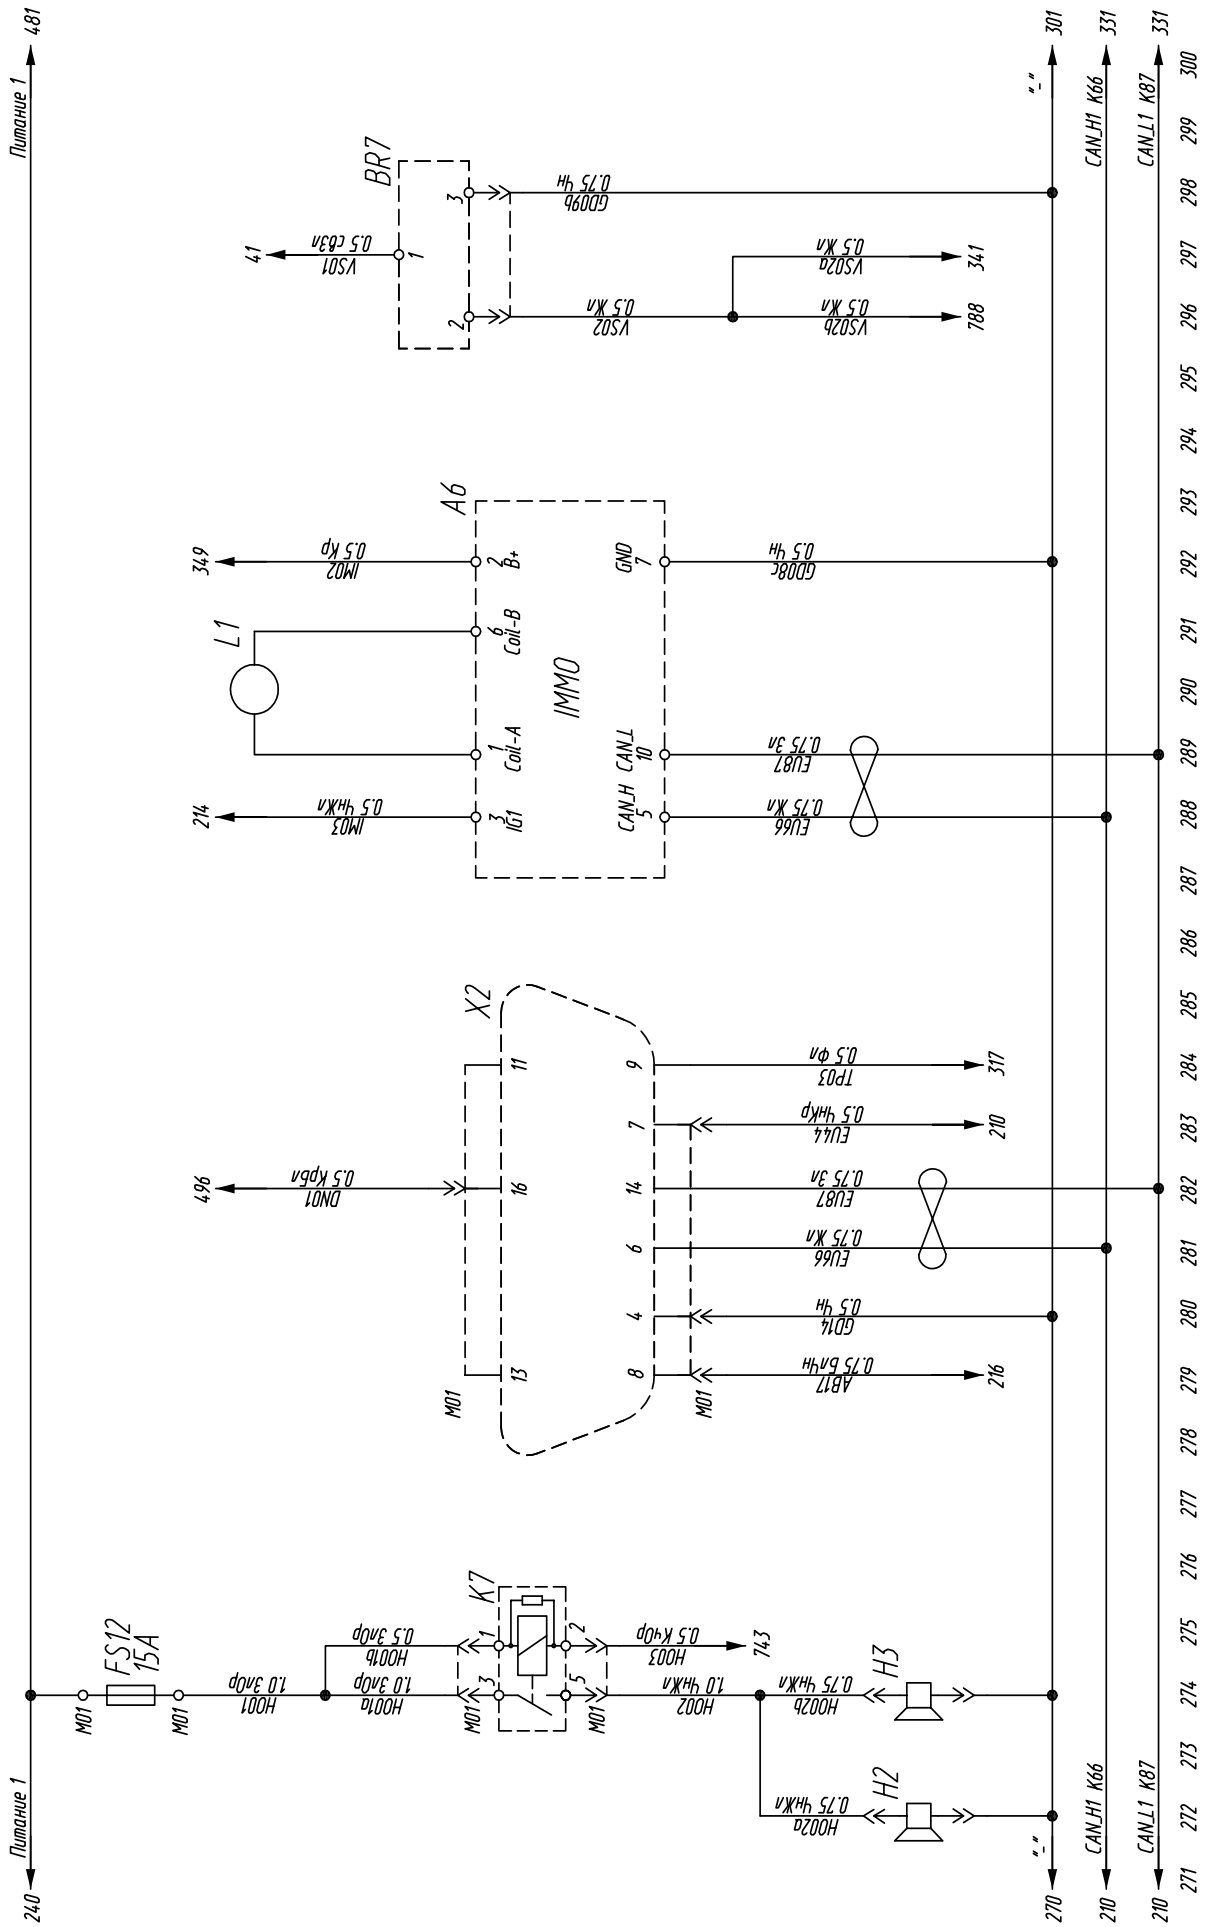 240
Питание 1
Питание 1
481
М01
FS12
15А
М01
H001
1.0 ЗлОр
H001b
0.5 ЗлОр
H001a
1.0 ЗлОр
М01
K7
3
1
5
2
М01
H003
0.5 КчОр
743
H002
1.0 ЧнЖл
H002b
0.75 ЧнЖл
H3
H002a
0.75 ЧнЖл
H2
496
DN01
0.5 КрБл
М01
X2
13
16
11
8
4
6
14
7
9
М01
AB17
0.75 БлЧн
216
GD14
0.5 Чн
EU66
0.75 Жл
EU87
0.75 Зл
EU44
0.5 ЧнКр
210
TP03
0.5 Фл
317
214
IM03
0.5 ЧнЖл
L1
349
IM02
0.5 Кр
A6
3
IG1
1
Coil-A
6
Coil-B
2
B+
IMMO
CAN_H
5
CAN_L
10
GND
7
EU66
0.75 Жл
EU87
0.75 Зл
GD08c
0.5 Чн
41
VS01
0.5 СвЗл
BR7
1
2
3
VS02
0.5 Жл
VS02a
0.5 Жл
341
VS02b
0.5 Жл
788
GD09b
0.75 Чн
270
"-"
"-"
301
210
CAN_H1 K66
CAN_H1 K66
331
210
CAN_L1 K87
CAN_L1 K87
331
271 272 273 274 275 276 277 278 279 280 281 282 283 284 285 286 287 288 289 290 291 292 293 294 295 296 297 298 299 300